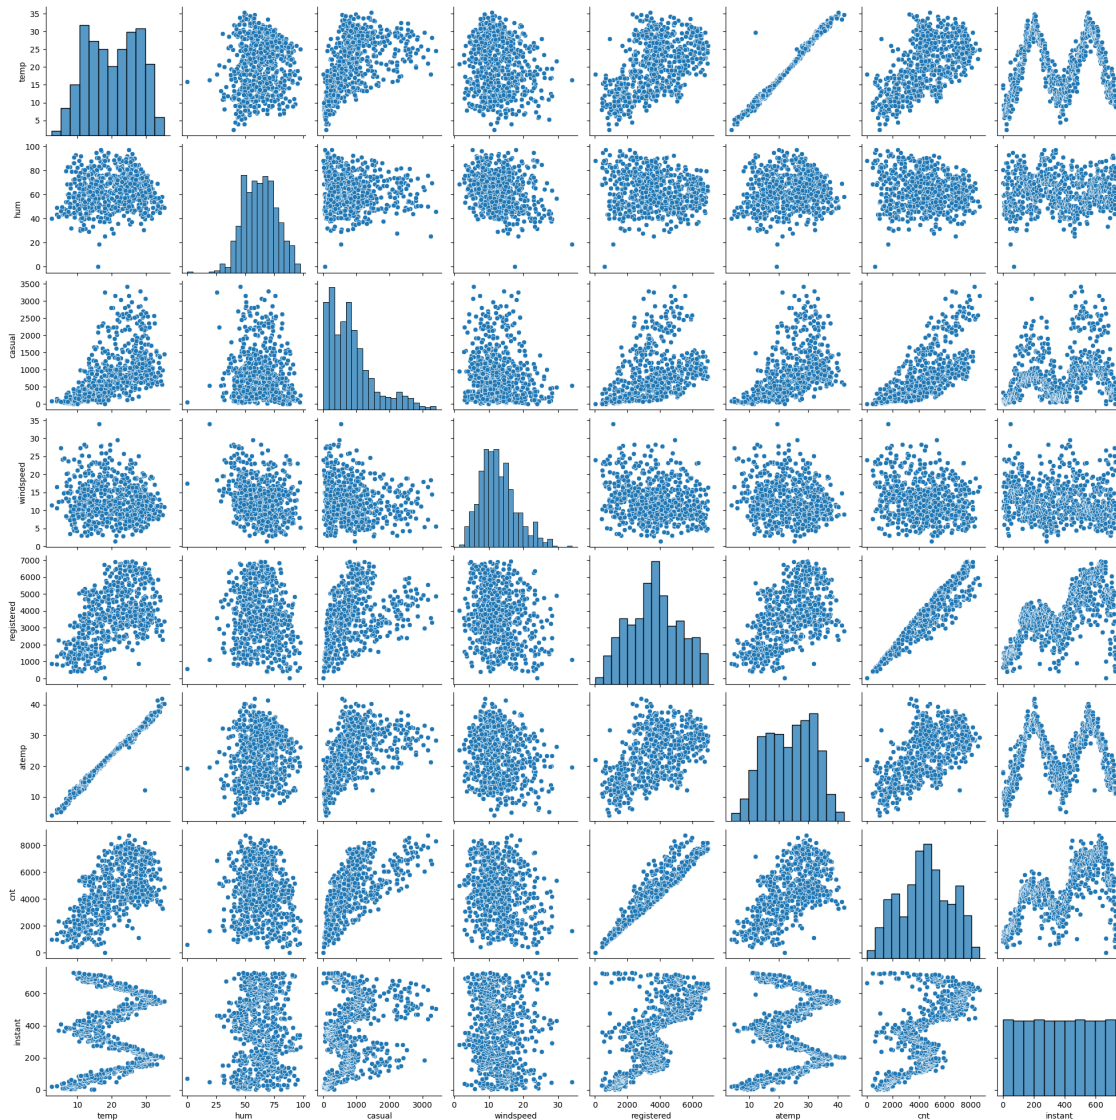 35
30
25
20
15
10
5
temp
100
80
60
40
20
0
hum
3500
3000
2500
2000
1500
1000
500
0
casual
35
30
25
20
15
10
5
0
windspeed
7000
6000
5000
4000
3000
2000
1000
0
registered
40
30
20
10
atemp
8000
6000
4000
2000
0
cnt
600
400
200
0
instant
10 20 30
0 25 50 75 100
0 1000 2000 3000
0 10 20 30
0 2000 4000 6000
10 20 30 40
0 2000 4000 6000 8000
0 200 400 600
temp hum casual windspeed registered atemp cnt instant